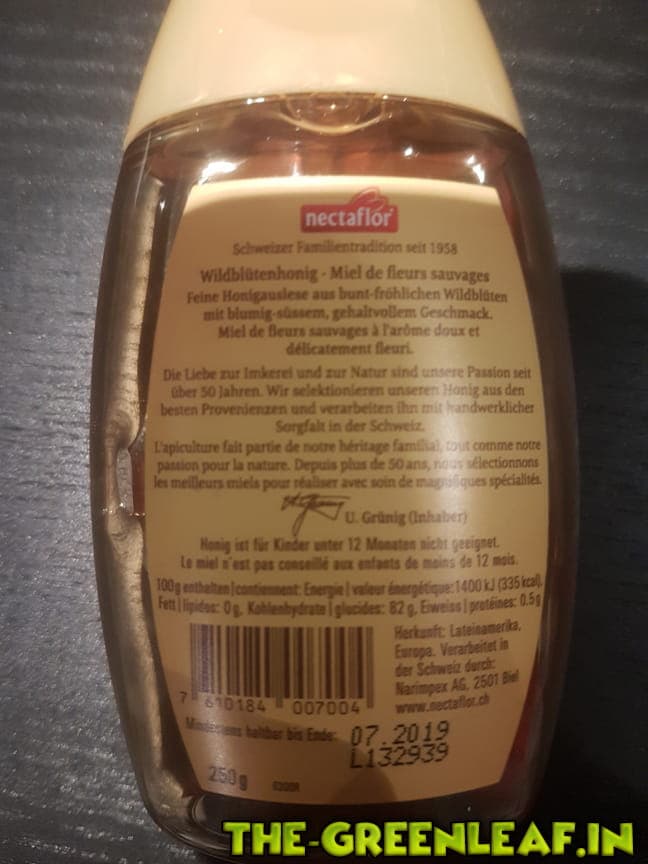 nectaflor
Schweizer Familientradition seit 1958
Wildblütenhonig - Miel de fleurs sauvages
Feine Honigauslese aus bunt-fröhlichen Wildblüten
mit blumig-süssem, gehaltvollem Geschmack.
Miel de fleurs sauvages à l'arôme doux et
délicatement fleuri.
Die Liebe zur Imkerei und zur Natur sind unsere Passion seit
über 50 Jahren. Wir selektionieren unseren Honig aus den
besten Provenienzen und verarbeiten ihn mit handwerklicher
Sorgfalt in der Schweiz.
L'apiculture fait partie de notre héritage familial, tout comme notre
passion pour la nature. Depuis plus de 50 ans, nous sélectionnons
les meilleurs miels pour réaliser avec soin de magnifiques spécialités.
U. Grünig (Inhaber)
Honig ist für Kinder unter 12 Monaten nicht geeignet.
Le miel n'est pas conseillé aux enfants de moins de 12 mois.
100g enthalten|contiennent: Energie|valeur énergétique:1400 kJ (335kcal),
Fett|lipides: 0g, Kohlenhydrate|glucides: 82g, Eiweiss|protéines: 0.5g
Herkunft: Lateinamerika,
Europa. Verarbeitet in
der Schweiz durch:
Narimpex AG, 2501 Biel
www.nectaflor.ch
7 610184 007004
Mindestens haltbar bis Ende: 07.2019
L132939
250g
THE-GREENLEAF.IN